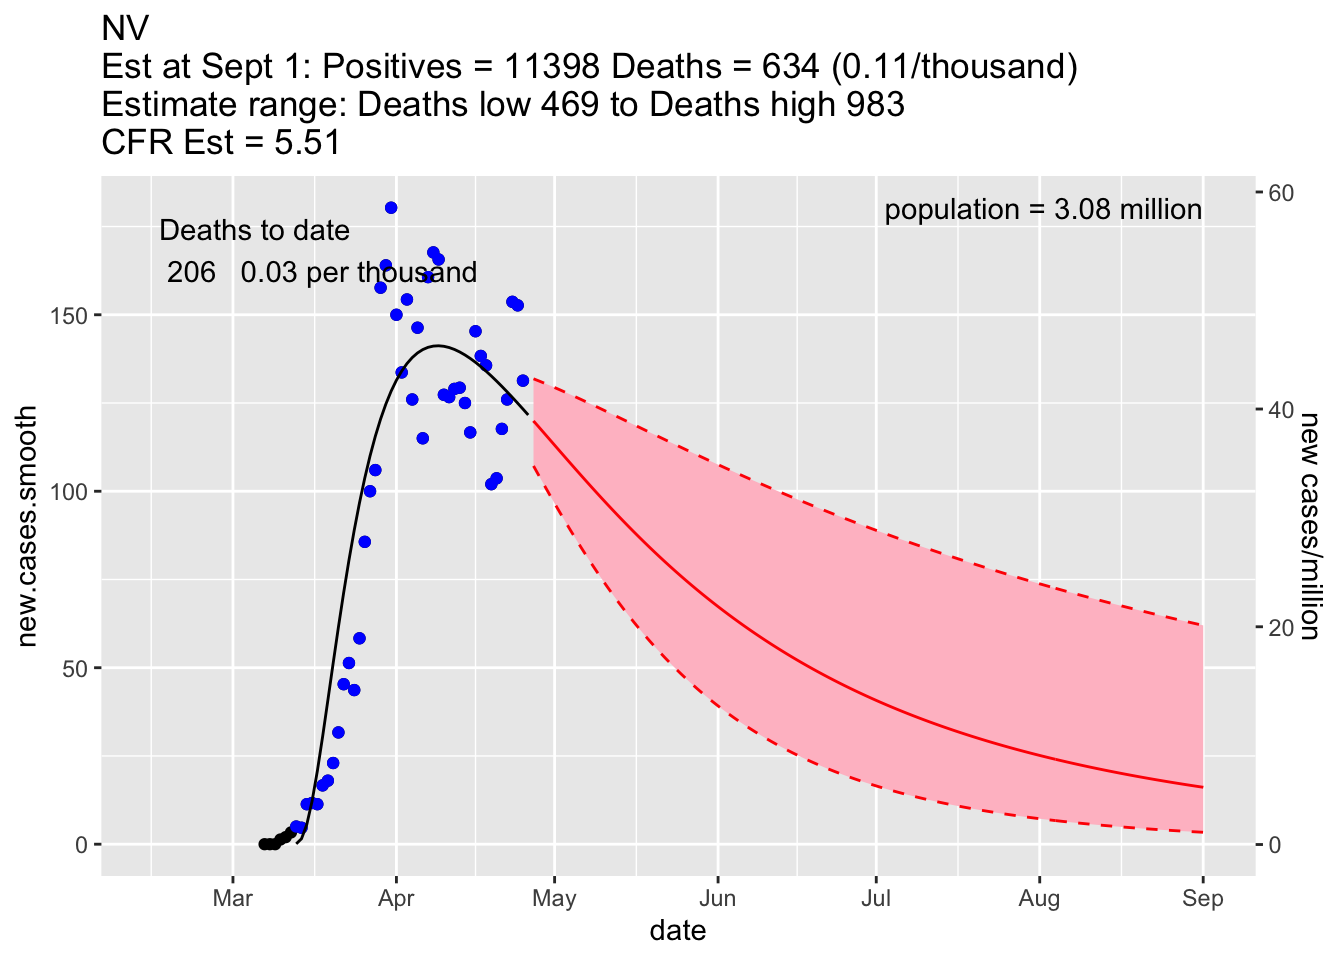 NV
Est at Sept 1: Positives = 11398 Deaths = 634 (0.11/thousand)
Estimate range: Deaths low 469 to Deaths high 983
CFR Est = 5.51
Deaths to date
206 0.03 per thousand
population = 3.08 million
150
100
50
0
new.cases.smooth
60
40
20
0
new cases/million
Mar Apr May Jun Jul Aug Sep
date